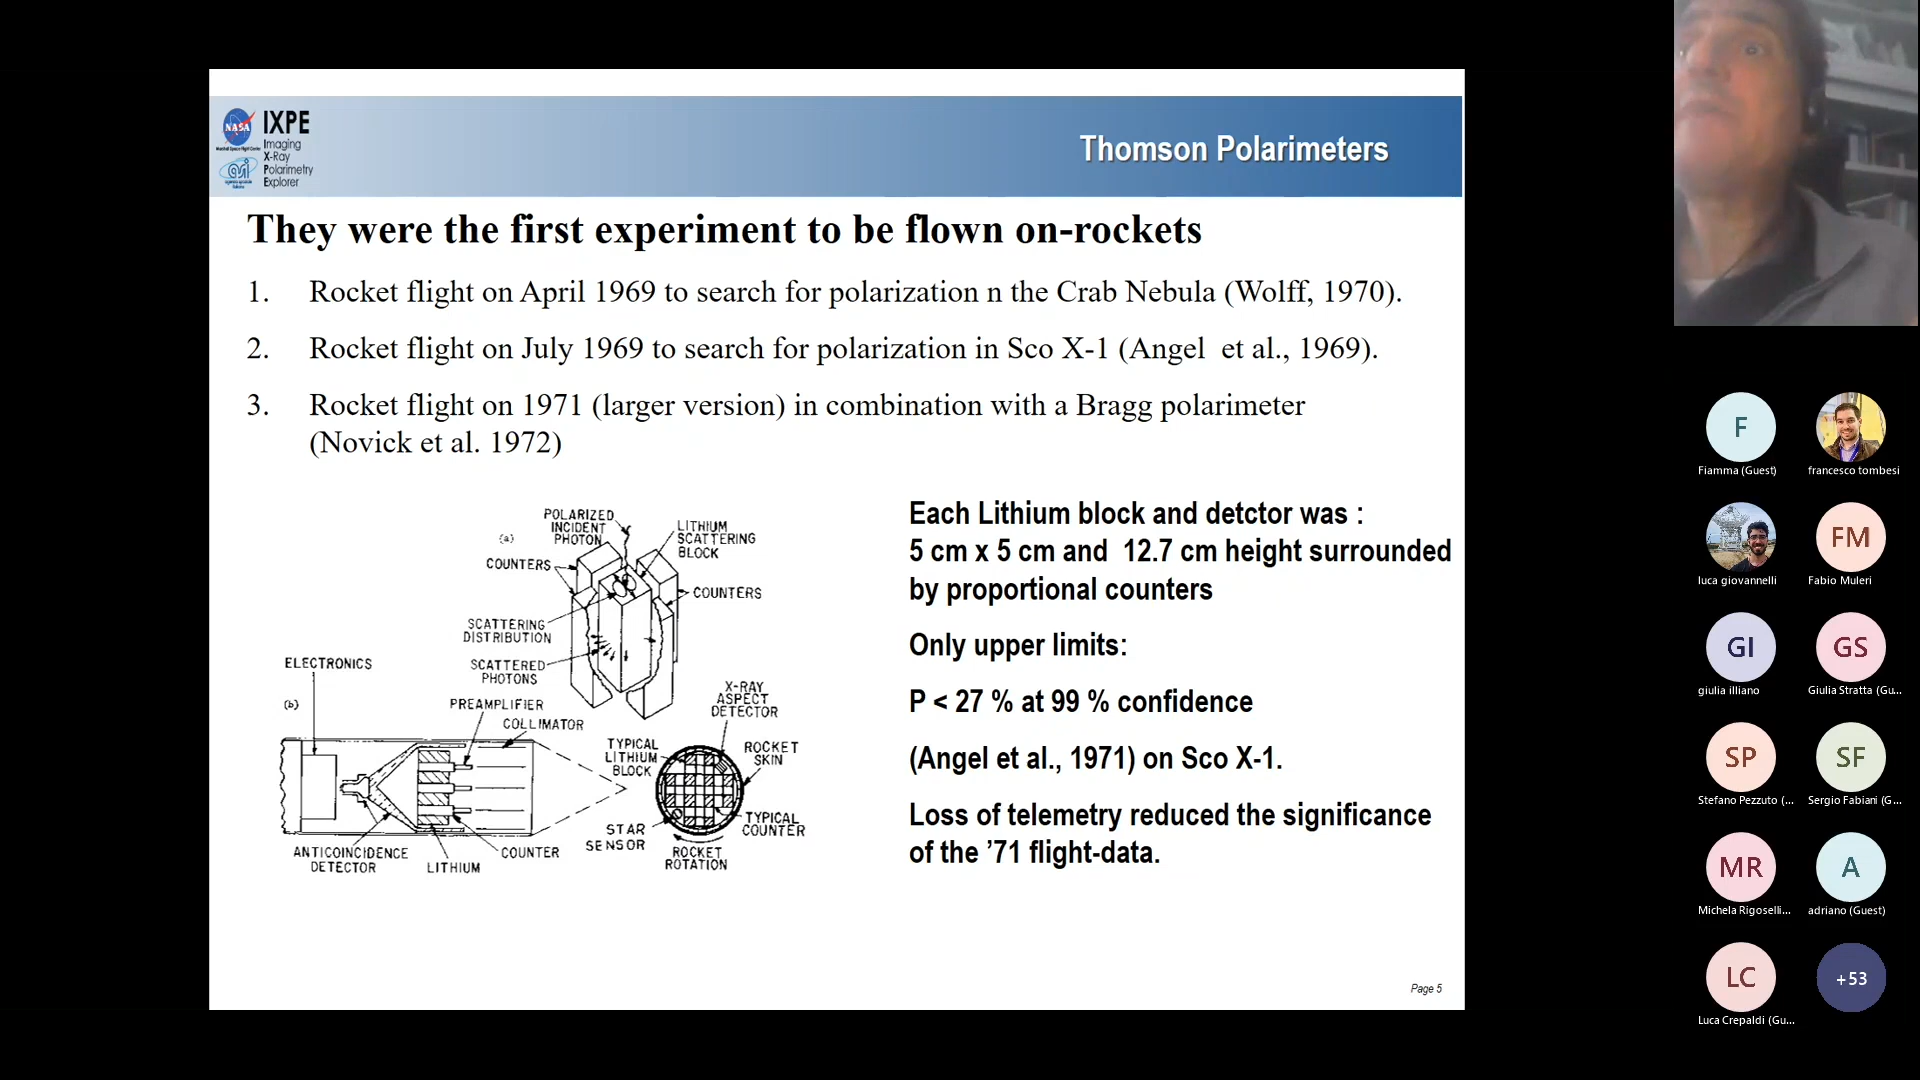 NASA
Marshall Space Flight Center
asi
IXPE
Imaging
X-Ray
Polarimetry
Explorer
Thomson Polarimeters
They were the first experiment to be flown on-rockets
1. Rocket flight on April 1969 to search for polarization n the Crab Nebula (Wolff, 1970).
2. Rocket flight on July 1969 to search for polarization in Sco X-1 (Angel et al., 1969).
3. Rocket flight on 1971 (larger version) in combination with a Bragg polarimeter
(Novick et al. 1972)
(a)
POLARIZED
INCIDENT
PHOTON
LITHIUM
SCATTERING
BLOCK
COUNTERS
COUNTERS
SCATTERING
DISTRIBUTION
SCATTERED
PHOTONS
ELECTRONICS
(b)
PREAMPLIFIER
COLLIMATOR
X-RAY
ASPECT
DETECTOR
TYPICAL
LITHIUM
BLOCK
ROCKET
SKIN
STAR
SENSOR
TYPICAL
COUNTER
ROCKET
ROTATION
ANTICOINCIDENCE
DETECTOR
LITHIUM
COUNTER
Each Lithium block and detctor was :
5 cm x 5 cm and 12.7 cm height surrounded
by proportional counters
Only upper limits:
P < 27 % at 99 % confidence
(Angel et al., 1971) on Sco X-1.
Loss of telemetry reduced the significance
of the ’71 flight-data.
Page 5
F
Fiamma (Guest)
francesco tombesi
luca giovannelli
FM
Fabio Muleri
GI
giulia illiano
GS
Giulia Stratta (Gu...
SP
Stefano Pezzuto (...
SF
Sergio Fabiani (G...
MR
Michela Rigoselli...
A
adriano (Guest)
LC
Luca Crepaldi (Gu...
+53